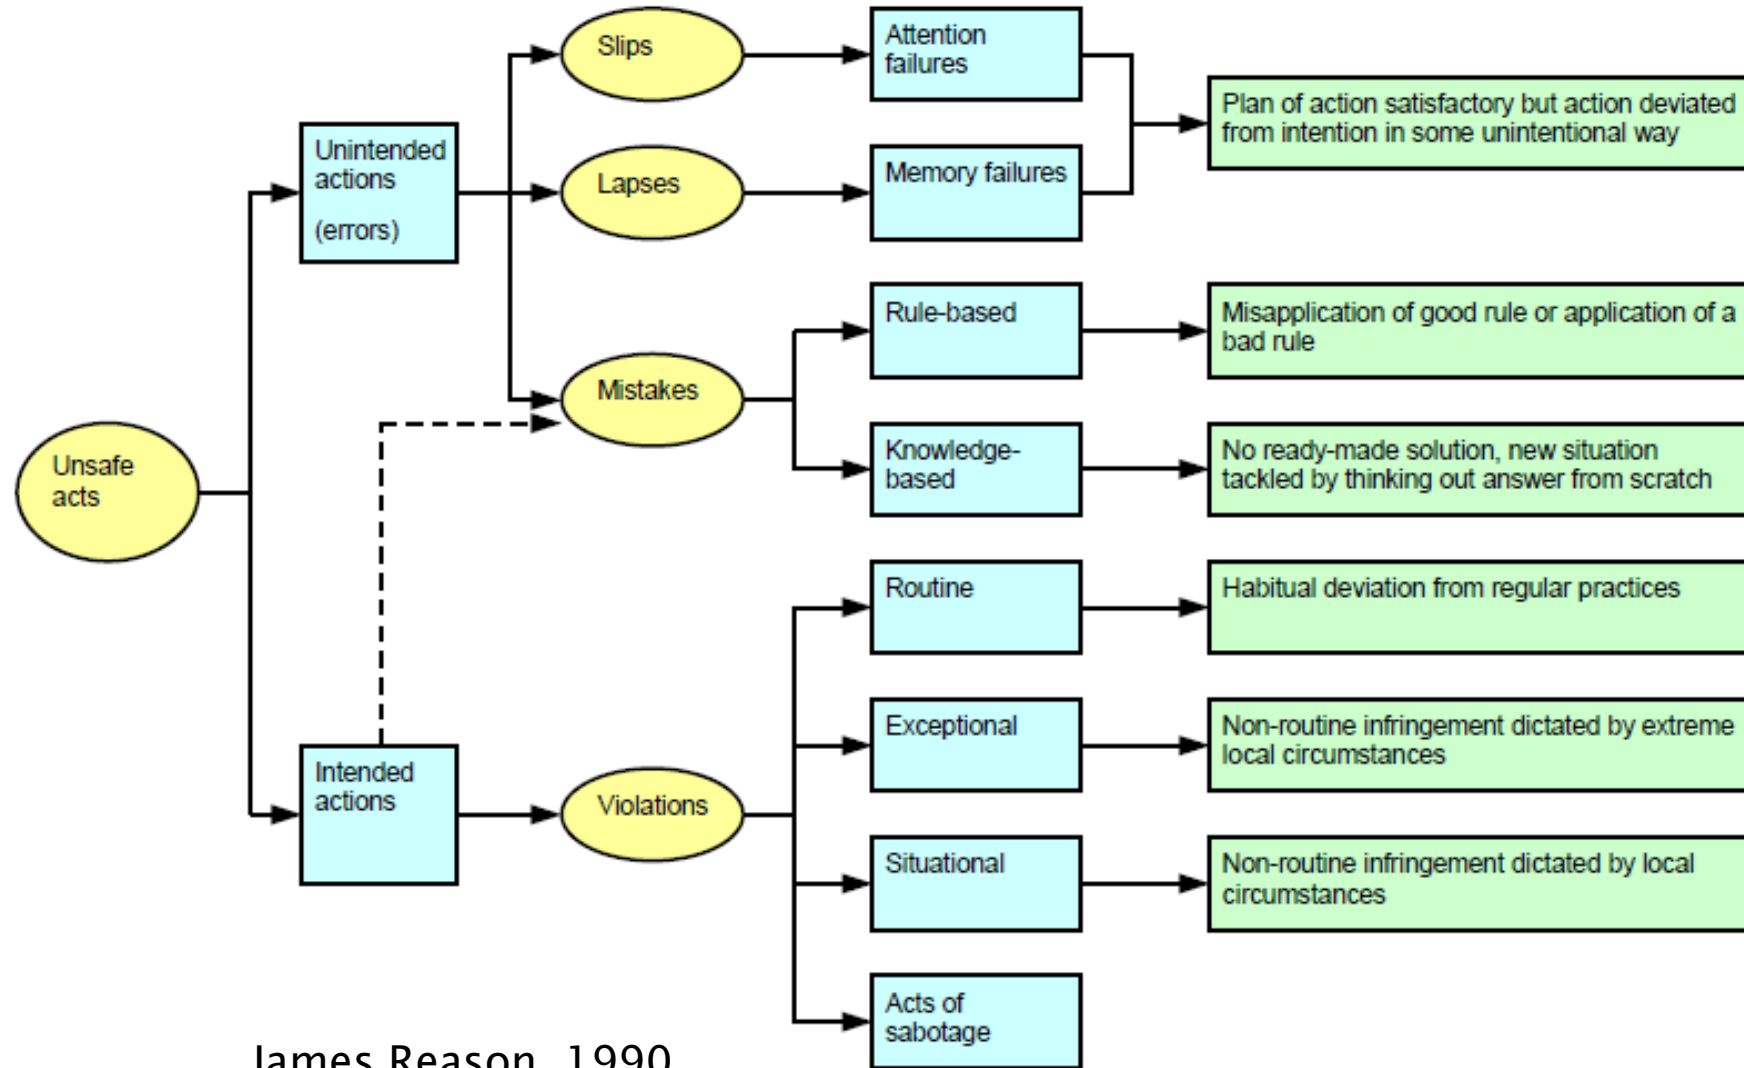 Slips
Attention
failures
Plan of action satisfactory but action deviated
from intention in some unintentional way
Unintended
actions
(errors)
Lapses
Memory failures
Rule-based
Misapplication of good rule or application of a
bad rule
Mistakes
Knowledge-
based
No ready-made solution, new situation
tackled by thinking out answer from scratch
Unsafe
acts
Routine
Habitual deviation from regular practices
Exceptional
Non-routine infringement dictated by extreme
local circumstances
Intended
actions
Violations
Situational
Non-routine infringement dictated by local
circumstances
Acts of
sabotage
James Reason, 1990